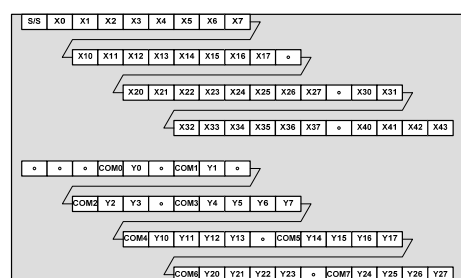 S/S X0 X1 X2 X3 X4 X5 X6 X7
X10 X11 X12 X13 X14 X15 X16 X17 ∘
X20 X21 X22 X23 X24 X25 X26 X27 ∘ X30 X31
X32 X33 X34 X35 X36 X37 ∘ X40 X41 X42 X43
∘ ∘ ∘ COM0 Y0 ∘ COM1 Y1 ∘
COM2 Y2 Y3 ∘ COM3 Y4 Y5 Y6 Y7
COM4 Y10 Y11 Y12 Y13 ∘ COM5 Y14 Y15 Y16 Y17
COM6 Y20 Y21 Y22 Y23 ∘ COM7 Y24 Y25 Y26 Y27